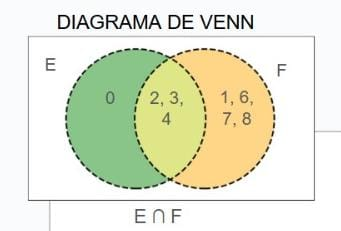 DIAGRAMA DE VENN
E
F
0
2, 3,
4
1, 6,
7, 8
E ∩ F